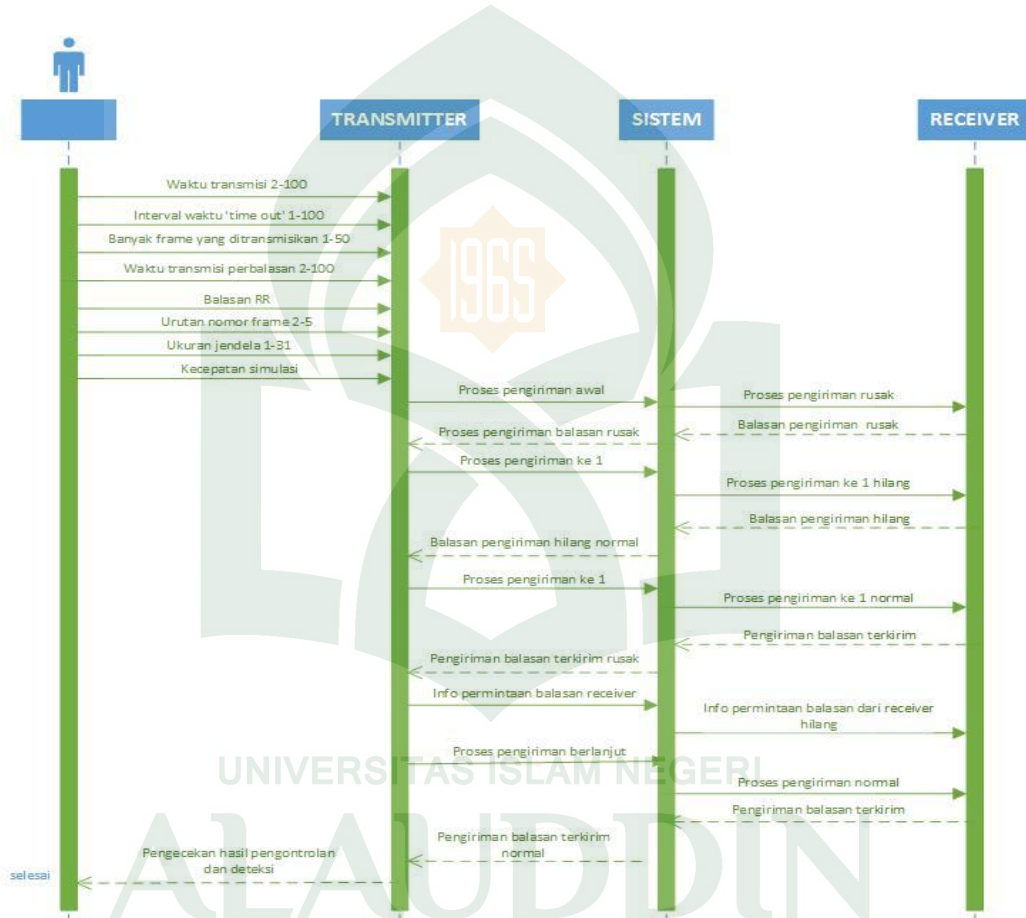 TRANSMITTER
SISTEM
RECEIVER
Waktu transmisi 2-100
Interval waktu 'time out' 1-100
Banyak frame yang ditransmisikan 1-50
Waktu transmisi perbalasan 2-100
Balasan RR
Urutan nomor frame 2-5
Ukuran jendela 1-31
Kecepatan simulasi
1965
Proses pengiriman awal
Proses pengiriman rusak
Balasan pengiriman rusak
Proses pengiriman balasan rusak
Proses pengiriman ke 1
Proses pengiriman ke 1 hilang
Balasan pengiriman hilang
Balasan pengiriman hilang normal
Proses pengiriman ke 1
Proses pengiriman ke 1 normal
Pengiriman balasan terkirim
Pengiriman balasan terkirim rusak
Info permintaan balasan receiver
Info permintaan balasan dari receiver
hilang
Proses pengiriman berlanjut
UNIVERSITAS ISLAM NEGERI
Proses pengiriman normal
Pengiriman balasan terkirim
Pengiriman balasan terkirim
normal
Pengecekan hasil pengontrolan
dan deteksi
selesai
ALAUDDIN